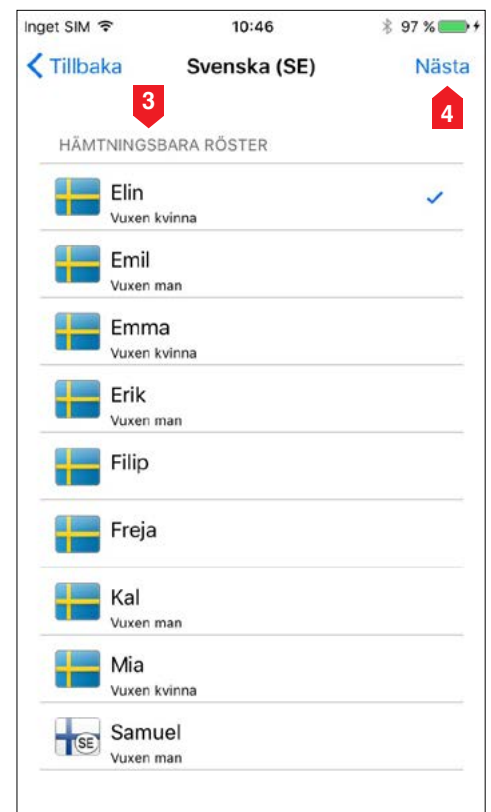 Inget SIM 10:46 97 %
Tillbaka Svenska (SE) Nästa
3 4
HÄMTNINGSBARA RÖSTER
Elin
Vuxen kvinna
Emil
Vuxen man
Emma
Vuxen kvinna
Erik
Vuxen man
Filip
Freja
Kal
Vuxen man
Mia
Vuxen kvinna
SE Samuel
Vuxen man